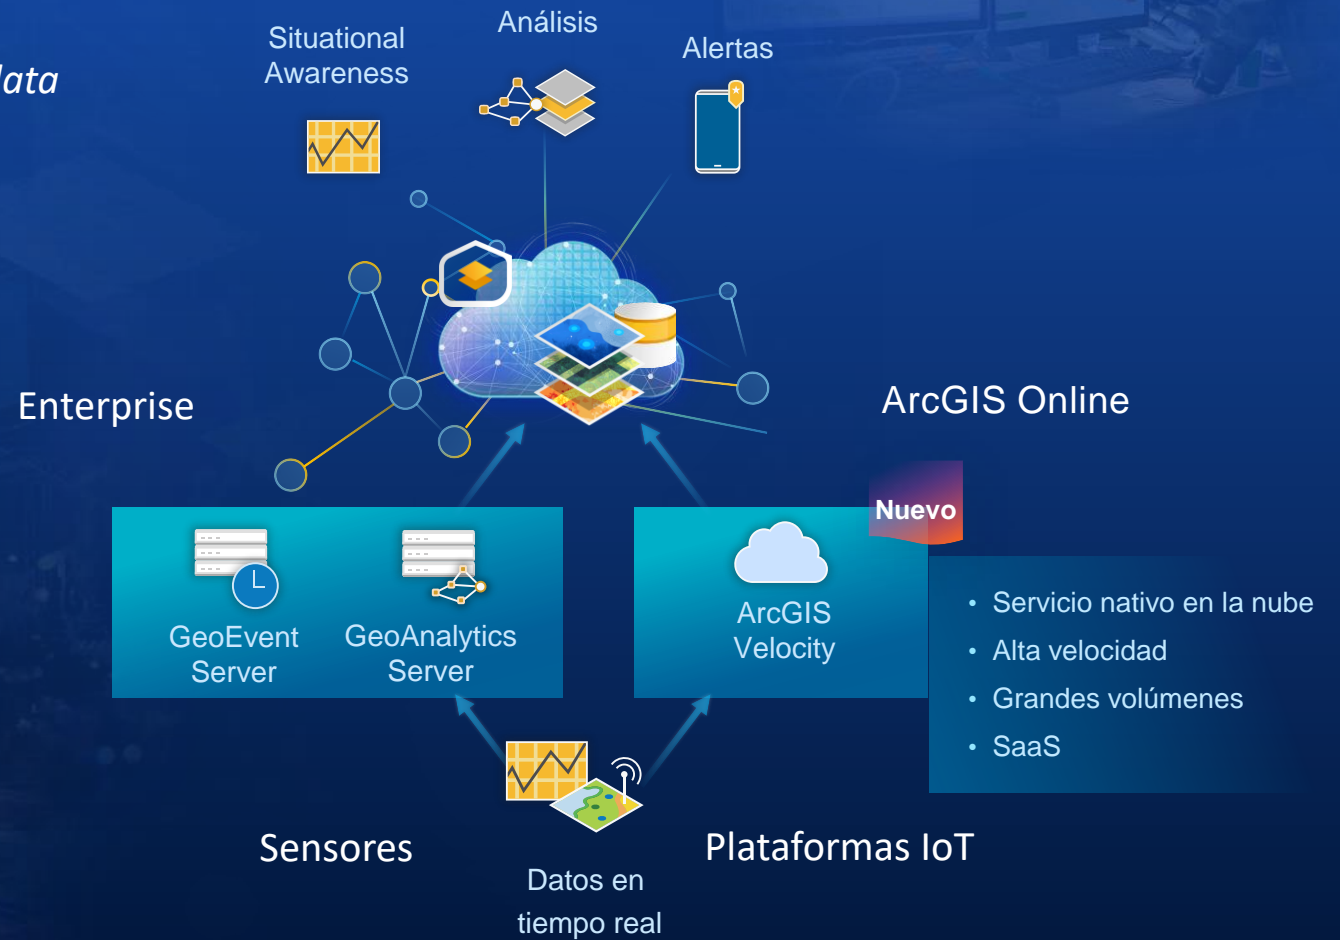 Análisis
Situational
Awareness
Alertas
Enterprise
ArcGIS Online
Nuevo
GeoEvent
Server
GeoAnalytics
Server
ArcGIS
Velocity
• Servicio nativo en la nube
• Alta velocidad
• Grandes volúmenes
• SaaS
Sensores
Plataformas IoT
Datos en
tiempo real